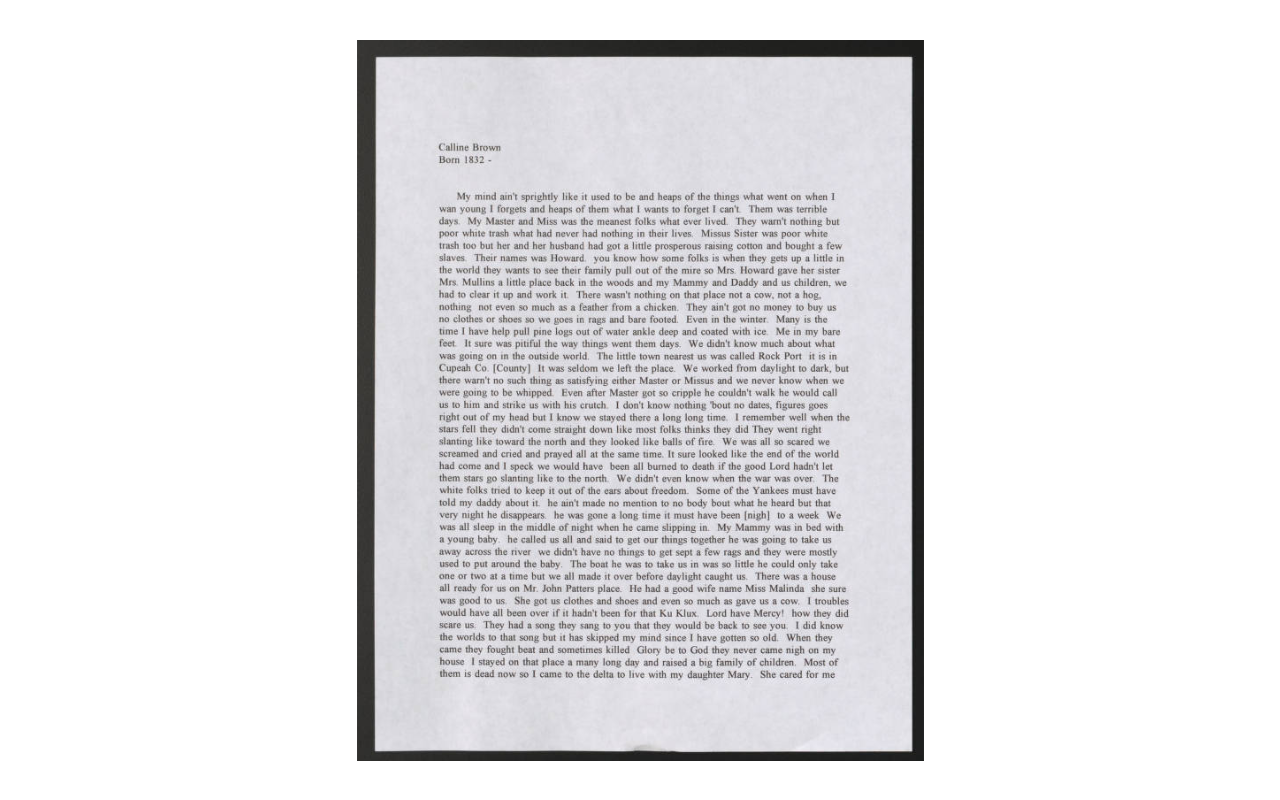 Calline Brown
Born 1832 -
My mind ain't sprightly like it used to be and heaps of the things what went on when I
wan young I forgets and heaps of them what I wants to forget I can't.  Them was terrible
days.  My Master and Miss was the meanest folks what ever lived.  They warn't nothing but
poor white trash what had never had nothing in their lives.  Missus Sister was poor white
trash too but her and her husband had got a little prosperous raising cotton and bought a few
slaves.  Their names was Howard.  you know how some folks is when they gets up a little in
the world they wants to see their family pull out of the mire so Mrs. Howard gave her sister
Mrs. Mullins a little place back in the woods and my Mammy and Daddy and us children, we
had to clear it up and work it.  There wasn't nothing on that place not a cow, not a hog,
nothing  not even so much as a feather from a chicken.  They ain't got no money to buy us
no clothes or shoes so we goes in rags and bare footed.  Even in the winter.  Many is the
time I have help pull pine logs out of water ankle deep and coated with ice.  Me in my bare
feet.  It sure was pitiful the way things went them days.  We didn't know much about what
was going on in the outside world.  The little town nearest us was called Rock Port  it is in
Cupeah Co. [County]  It was seldom we left the place.  We worked from daylight to dark, but
there warn't no such thing as satisfying either Master or Missus and we never know when we
were going to be whipped.  Even after Master got so cripple he couldn't walk he would call
us to him and strike us with his crutch.  I don't know nothing 'bout no dates, figures goes
right out of my head but I know we stayed there a long long time.  I remember well when the
stars fell they didn't come straight down like most folks thinks they did They went right
slanting like toward the north and they looked like balls of fire.  We was all so scared we
screamed and cried and prayed all at the same time. It sure looked like the end of the world
had come and I speck we would have  been all burned to death if the good Lord hadn't let
them stars go slanting like to the north.  We didn't even know when the war was over.  The
white folks tried to keep it out of the ears about freedom.  Some of the Yankees must have
told my daddy about it.  he ain't made no mention to no body bout what he heard but that
very night he disappears.  he was gone a long time it must have been [nigh]  to a week  We
was all sleep in the middle of night when he came slipping in.  My Mammy was in bed with
a young baby.  he called us all and said to get our things together he was going to take us
away across the river  we didn't have no things to get sept a few rags and they were mostly
used to put around the baby.  The boat he was to take us in was so little he could only take
one or two at a time but we all made it over before daylight caught us.  There was a house
all ready for us on Mr. John Patters place.  He had a good wife name Miss Malinda  she sure
was good to us.  She got us clothes and shoes and even so much as gave us a cow.  I troubles
would have all been over if it hadn't been for that Ku Klux.  Lord have Mercy!  how they did
scare us.  They had a song they sang to you that they would be back to see you.  I did know
the worlds to that song but it has skipped my mind since I have gotten so old.  When they
came they fought beat and sometimes killed  Glory be to God they never came nigh on my
house  I stayed on that place a many long day and raised a big family of children.  Most of
them is dead now so I came to the delta to live with my daughter Mary.  She cared for me